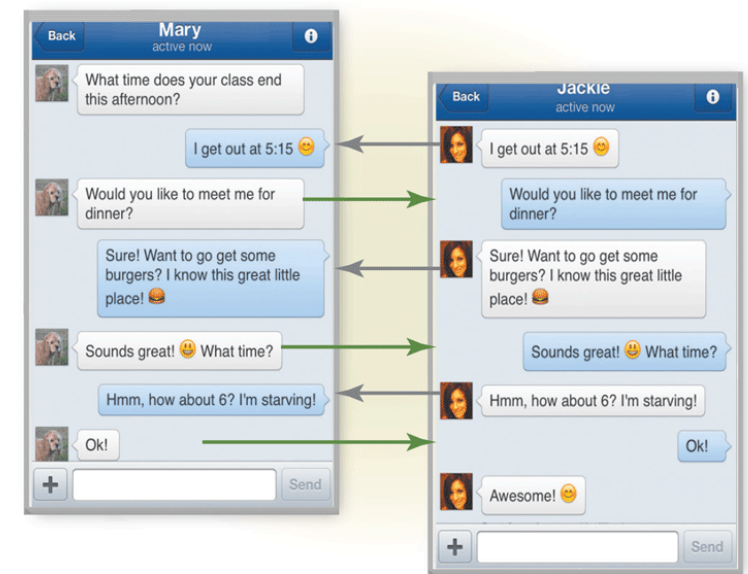 Back
Mary
active now
What time does your class end
this afternoon?
I get out at 5:15 😊
Would you like to meet me for
dinner?
Sure! Want to go get some
burgers? I know this great little
place! 🍔
Sounds great! 😃 What time?
Hmm, how about 6? I'm starving!
Ok!
Send
Back
Jackie
active now
I get out at 5:15 😊
Would you like to meet me for
dinner?
Sure! Want to go get some
burgers? I know this great little
place! 🍔
Sounds great! 😃 What time?
Hmm, how about 6? I'm starving!
Ok!
Awesome! 😊
Send